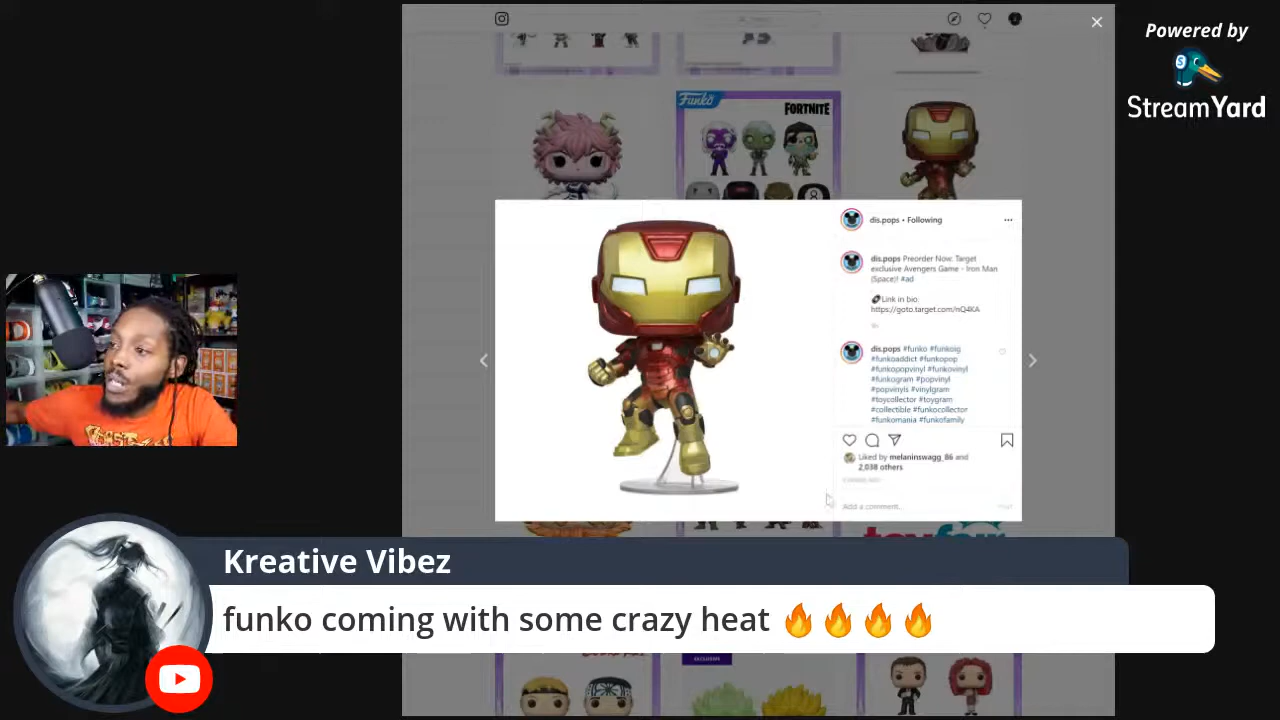 Powered by
StreamYard
Funko
FORTNITE
8
dis.pops • Following
dis.pops Preorder Now: Target
exclusive Avengers Game - Iron Man
(Space)! #ad
Link in bio.
https://goto.target.com/nQ4KA
dis.pops #funko #funkoig
#funkoaddict #funkopop
#funkopopvinyl #funkovinyl
#funkogram #popvinyl
#popvinyls #vinylgram
#toycollector #toygram
#collectible #funkocollector
#funkomania #funkofamily
Liked by melaninswagg_86 and
2,038 others
Add a comment...
Kreative Vibez
funko coming with some crazy heat 🔥🔥🔥🔥